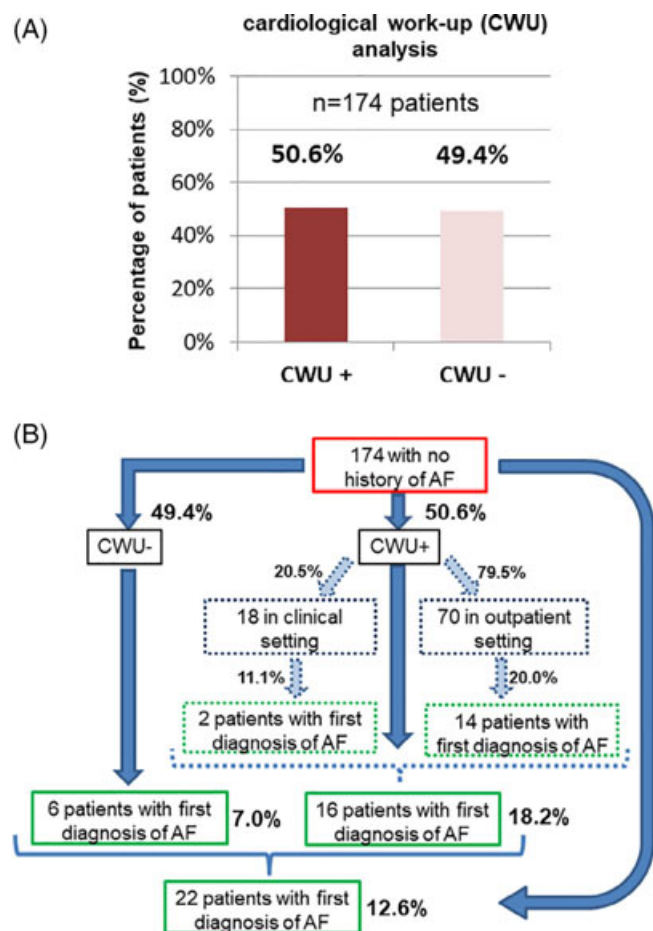 (A)
cardiological work-up (CWU)
analysis
Percentage of patients (%)
100%
80%
60%
40%
20%
0%
n=174 patients
50.6%
49.4%
CWU +
CWU -
(B)
174 with no
history of AF
49.4%
50.6%
CWU-
CWU+
20.5%
79.5%
18 in clinical
setting
70 in outpatient
setting
11.1%
20.0%
2 patients with first
diagnosis of AF
14 patients with
first diagnosis of AF
6 patients with first
diagnosis of AF
7.0%
16 patients with first
diagnosis of AF
18.2%
22 patients with first
diagnosis of AF
12.6%